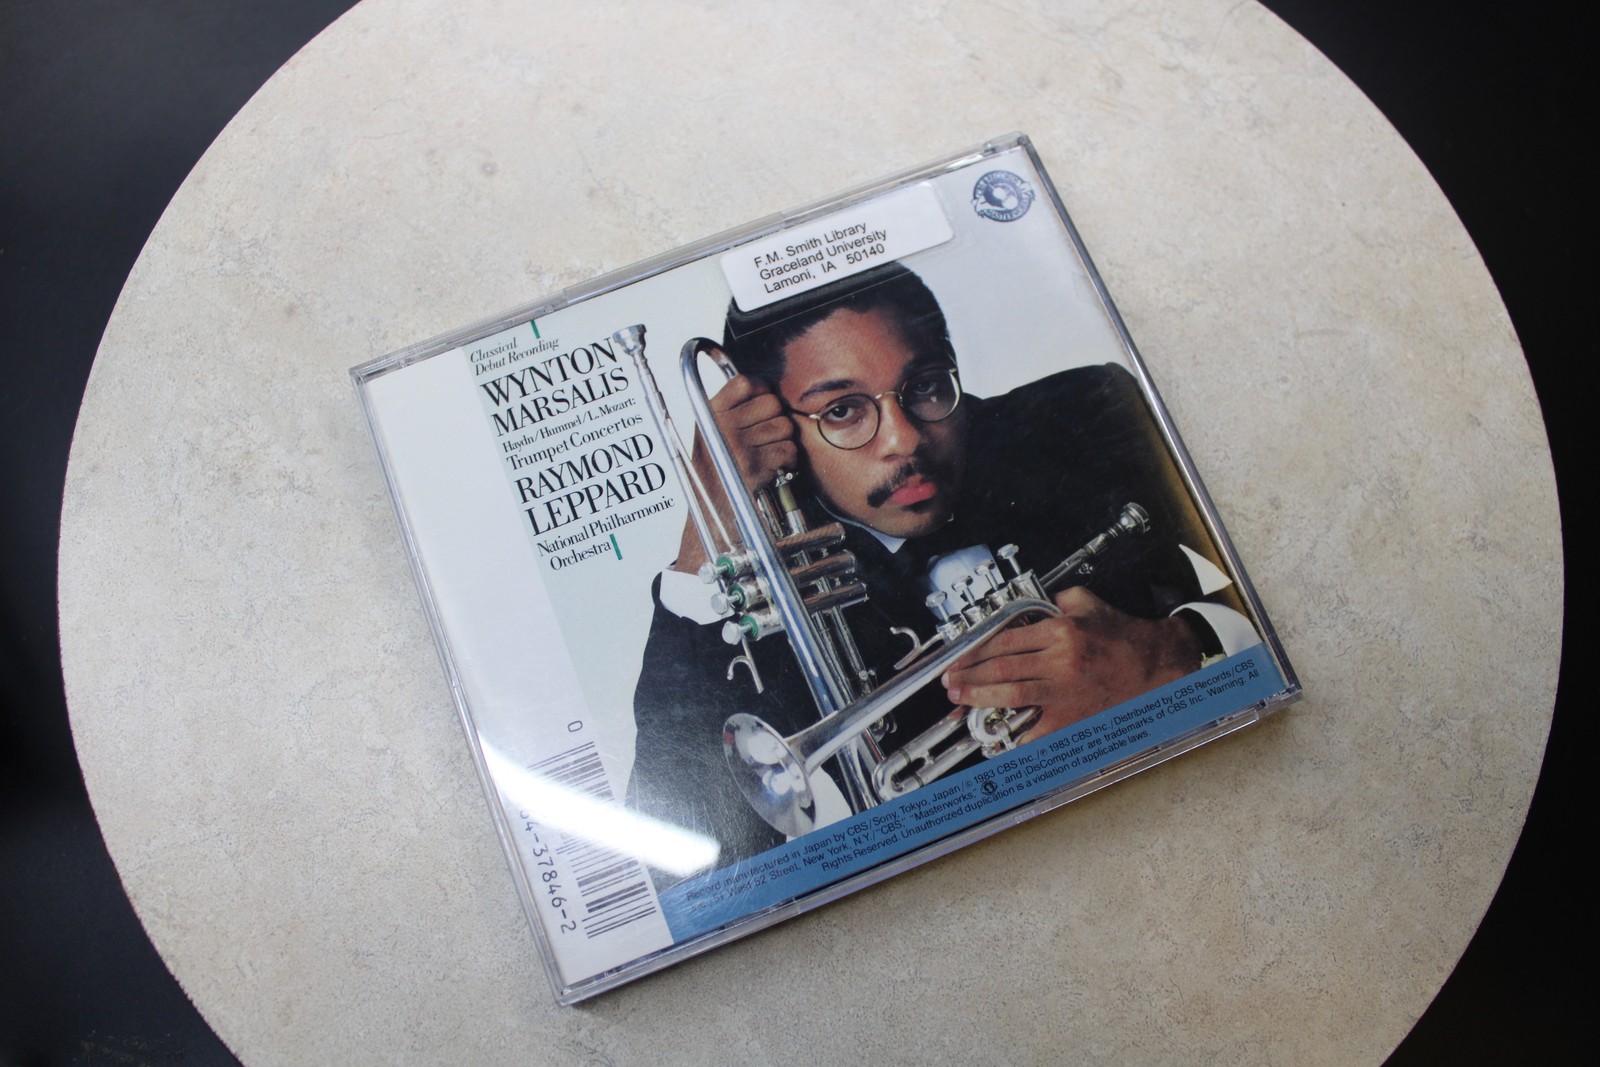 F.M. Smith Library
Graceland University
Lamoni, IA 50140
Classical
Debut Recording
WYNTON
MARSALIS
Haydn/Hummel/L. Mozart:
Trumpet Concertos
RAYMOND
LEPPARD
National Philharmonic
Orchestra
0
4-37846-2
Record manufactured in Japan by CBS/Sony, Tokyo, Japan/© 1983 CBS Inc./℗ 1983 CBS Inc./Distributed by CBS Records/CBS
Inc./51 West 52 Street, New York, N.Y./"CBS," "Masterworks," and DisComputer are trademarks of CBS Inc. Warning: All
Rights Reserved. Unauthorized duplication is a violation of applicable laws.